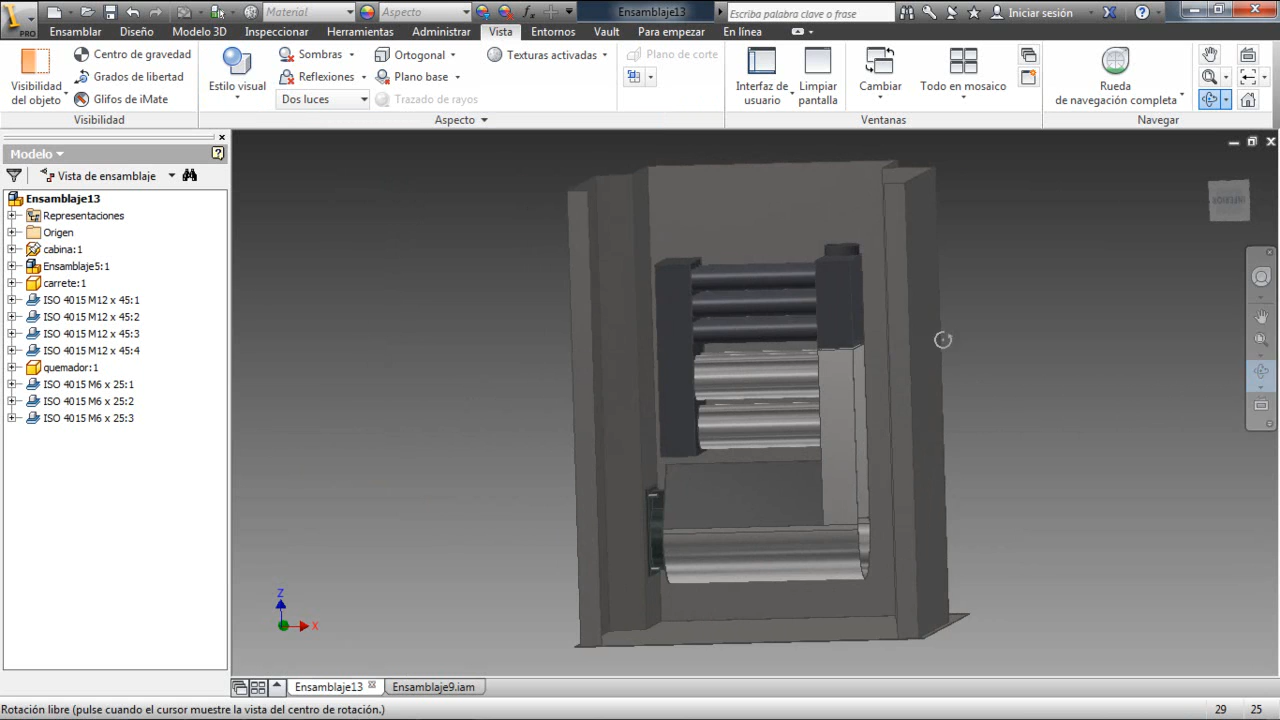 Material
Aspecto
Ensamblaje13
Escriba palabra clave o frase
Iniciar sesión
PRO
Ensamblar
Diseño
Modelo 3D
Inspeccionar
Herramientas
Administrar
Vista
Entornos
Vault
Para empezar
En línea
Visibilidad
del objeto
Centro de gravedad
Grados de libertad
Glifos de iMate
Estilo visual
Sombras
Reflexiones
Dos luces
Ortogonal
Plano base
Trazado de rayos
Texturas activadas
Plano de corte
Interfaz de
usuario
Limpiar
pantalla
Cambiar
Todo en mosaico
Rueda
de navegación completa
Visibilidad
Aspecto
Ventanas
Navegar
Modelo
Vista de ensamblaje
Ensamblaje13
Representaciones
Origen
cabina:1
Ensamblaje5:1
carrete:1
ISO 4015 M12 x 45:1
ISO 4015 M12 x 45:2
ISO 4015 M12 x 45:3
ISO 4015 M12 x 45:4
quemador:1
ISO 4015 M6 x 25:1
ISO 4015 M6 x 25:2
ISO 4015 M6 x 25:3
INFERIOR
Z
X
Ensamblaje13
Ensamblaje9.iam
Rotación libre (pulse cuando el cursor muestre la vista del centro de rotación.)
29
25